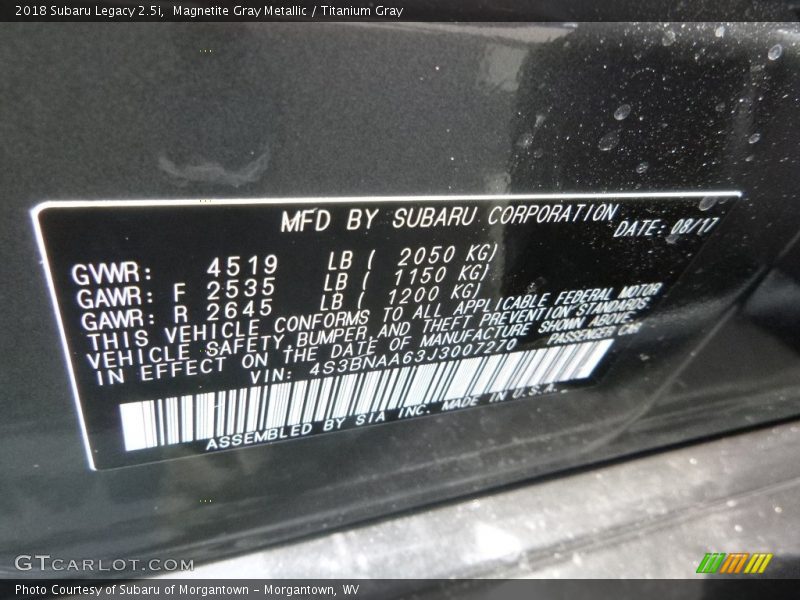 2018 Subaru Legacy 2.5i,  Magnetite Gray Metallic / Titanium Gray
MFD BY SUBARU CORPORATION
DATE: 08/17
GVWR: 4519 LB ( 2050 KG)
GAWR: F 2535 LB ( 1150 KG)
GAWR: R 2645 LB ( 1200 KG)
THIS VEHICLE CONFORMS TO ALL APPLICABLE FEDERAL MOTOR
VEHICLE SAFETY,BUMPER AND THEFT PREVENTION STANDARDS
IN EFFECT ON THE DATE OF MANUFACTURE SHOWN ABOVE.
VIN: 4S3BNAA63J3007270 PASSENGER CAR
ASSEMBLED BY SIA INC. MADE IN U.S.A.
GTCARLOT.COM
Photo Courtesy of Subaru of Morgantown – Morgantown, WV